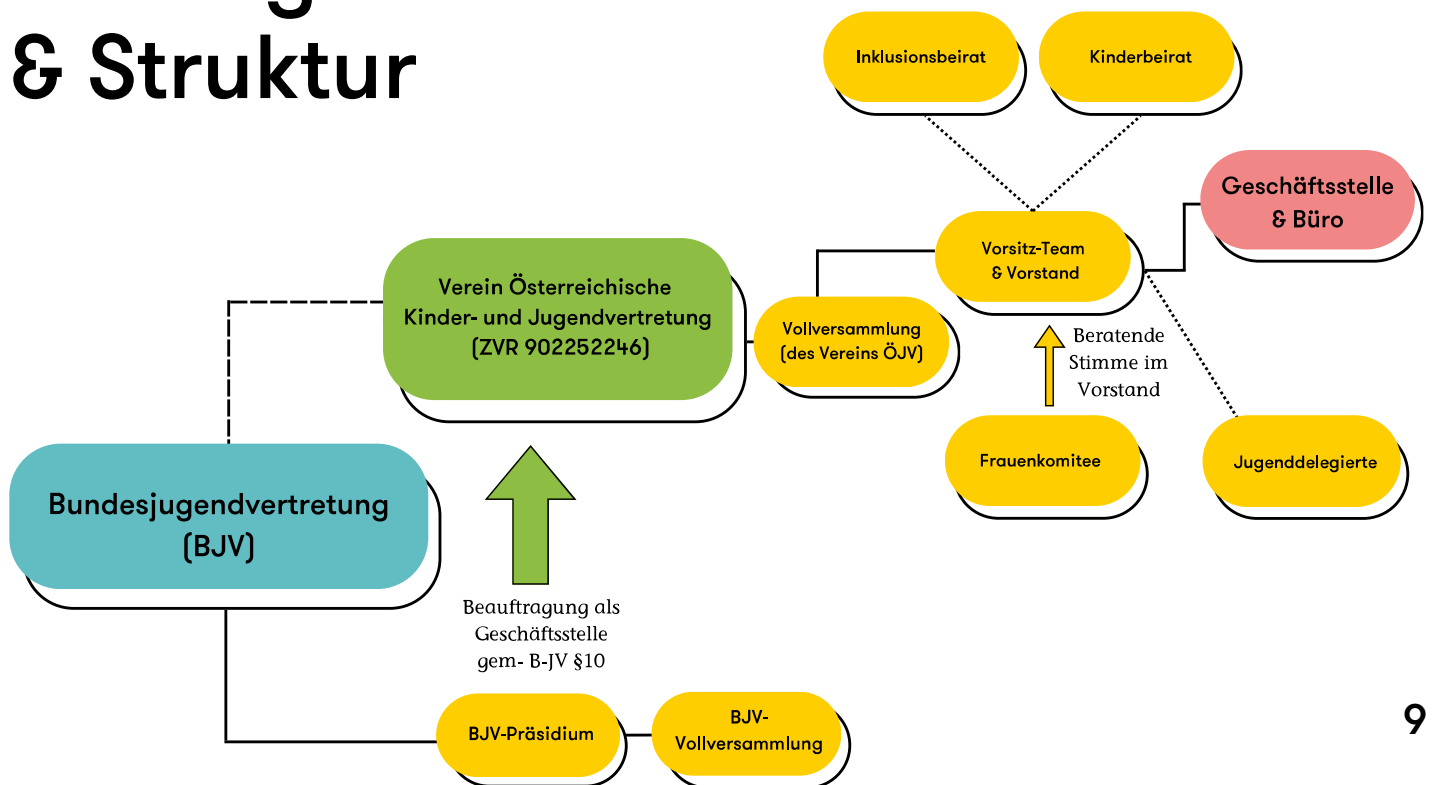 & Struktur
Inklusionsbeirat
Kinderbeirat
Geschäftsstelle
& Büro
Vorsitz-Team
& Vorstand
Verein Österreichische
Kinder- und Jugendvertretung
(ZVR 902252246)
Vollversammlung
(des Vereins ÖJV)
Beratende
Stimme im
Vorstand
Frauenkomitee
Jugenddelegierte
Bundesjugendvertretung
(BJV)
Beauftragung als
Geschäftsstelle
gem- B-JV §10
BJV-Präsidium
BJV-
Vollversammlung
9